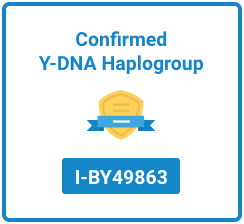 Confirmed
Y-DNA Haplogroup
I-BY49863